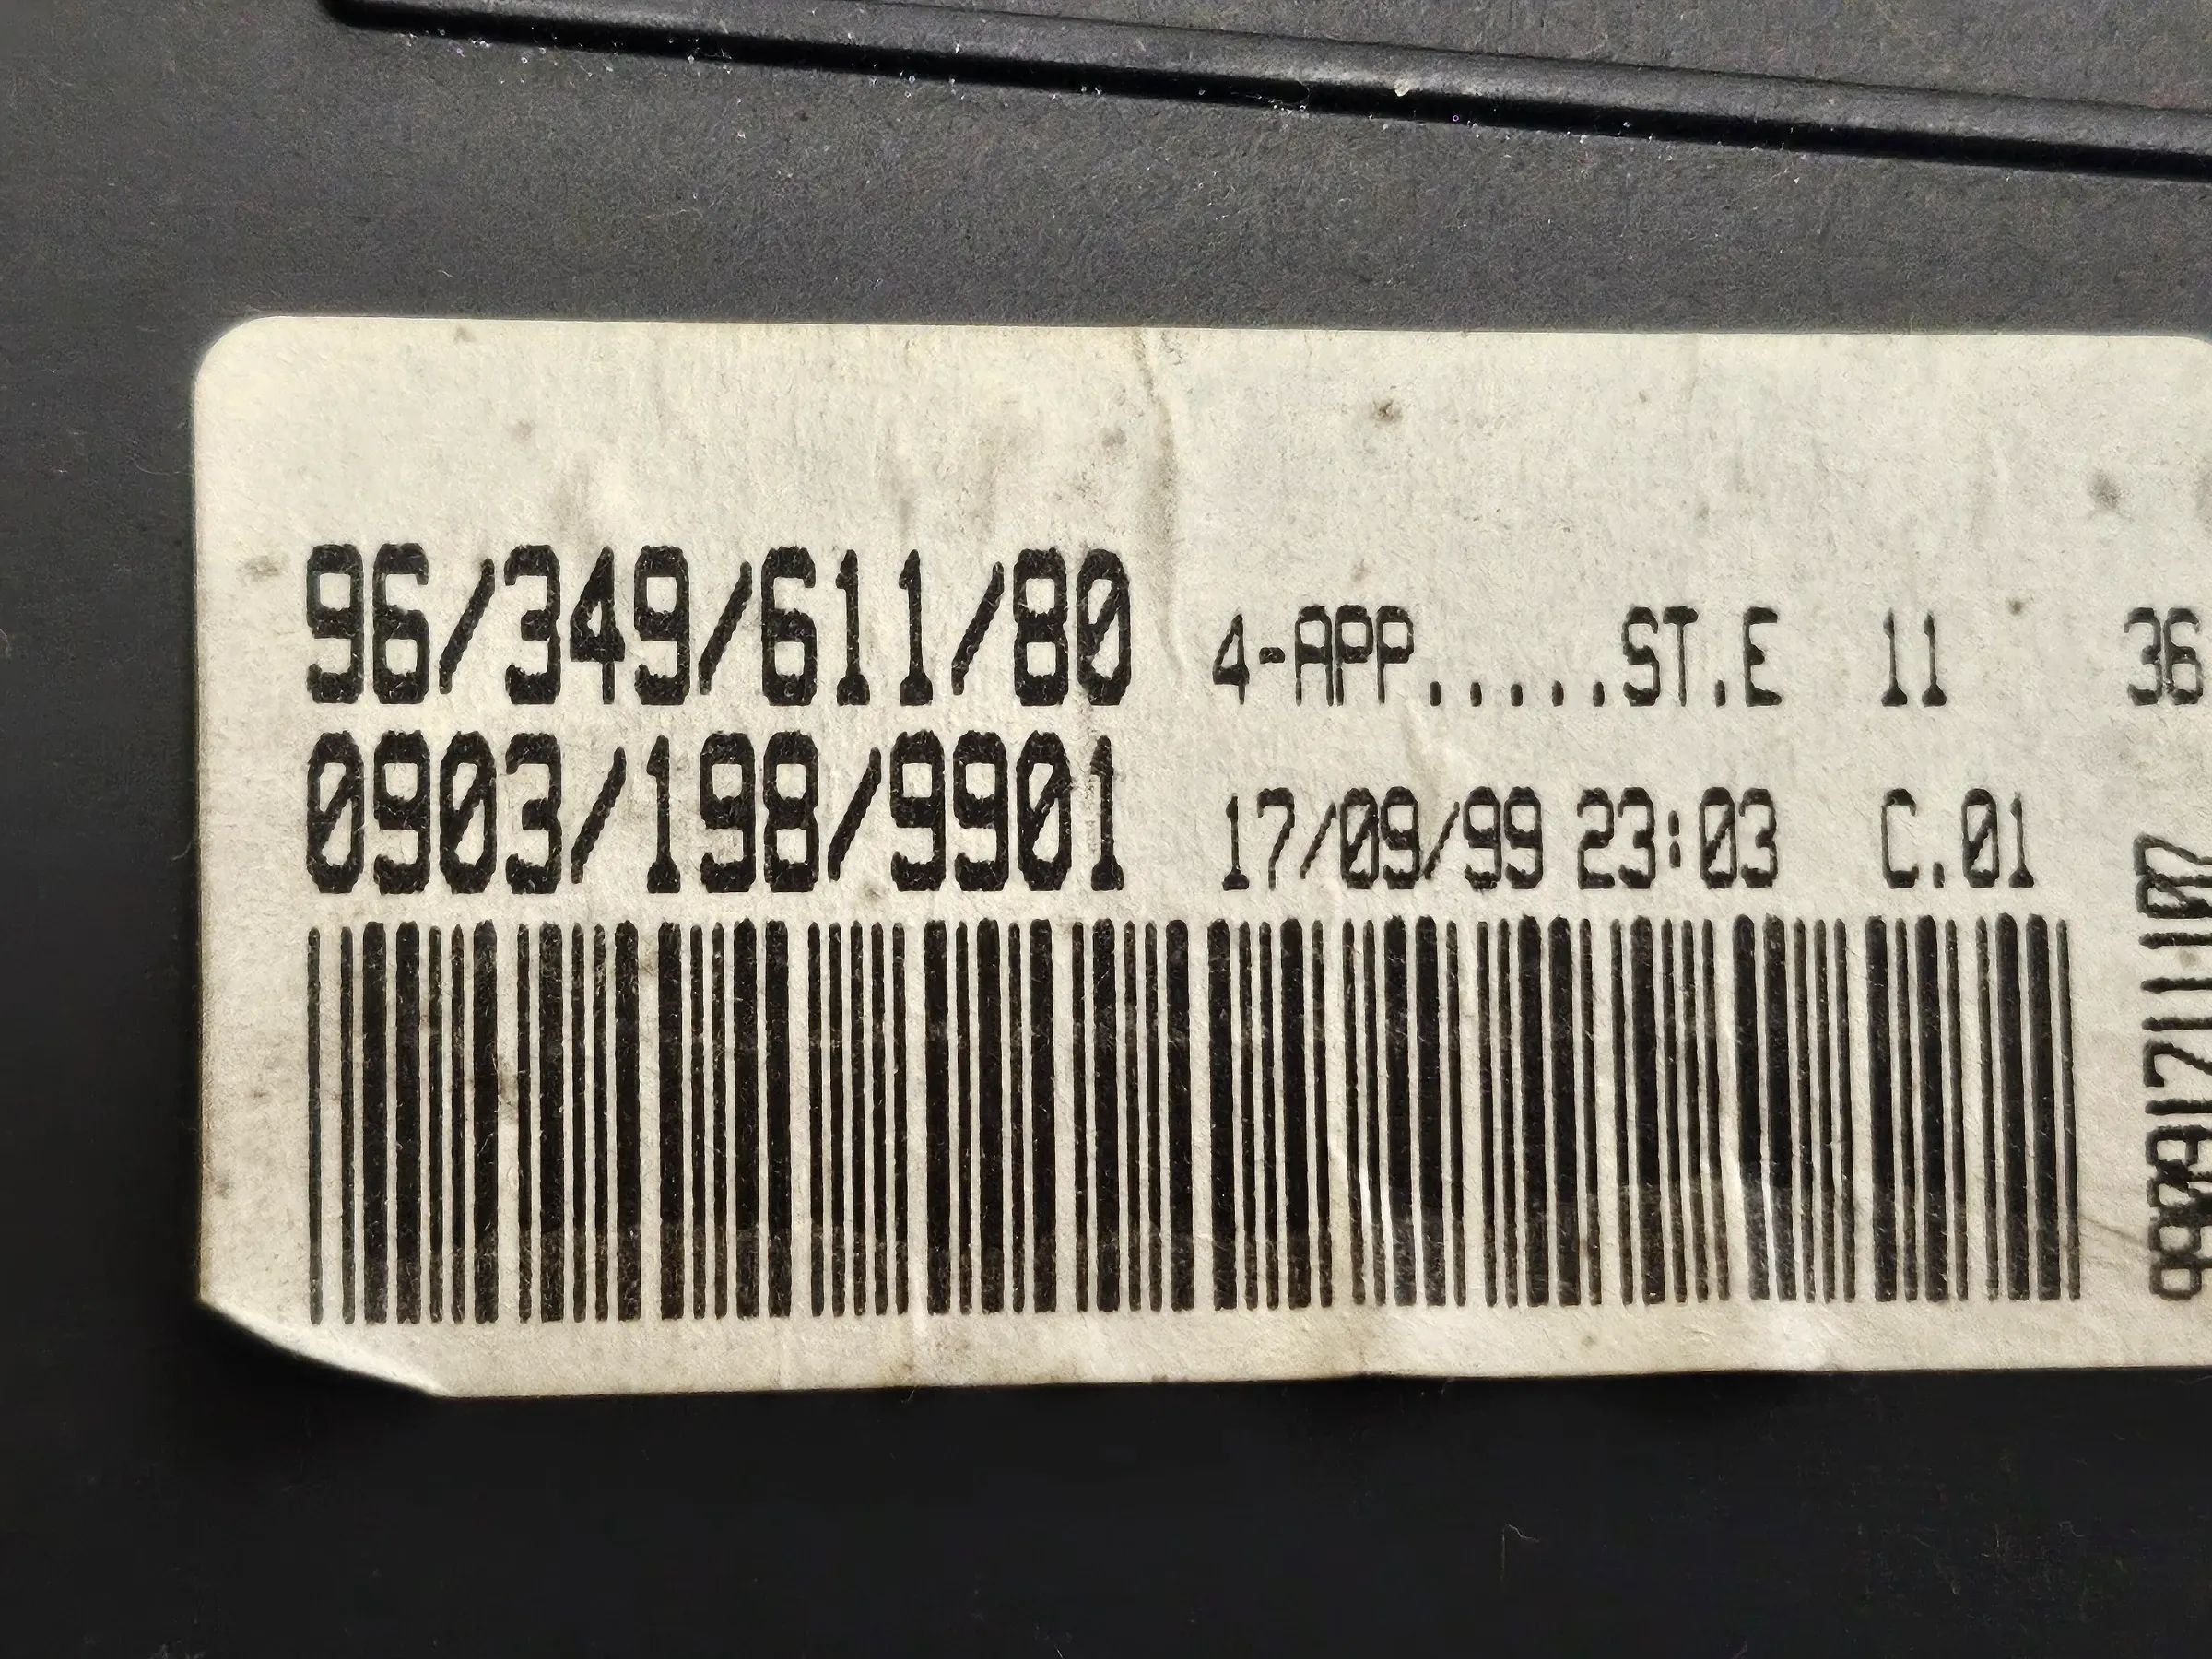 96/349/611/80 4-APP.....ST.E 11 36
0903/198/9901 17/09/99 23:03 C.01